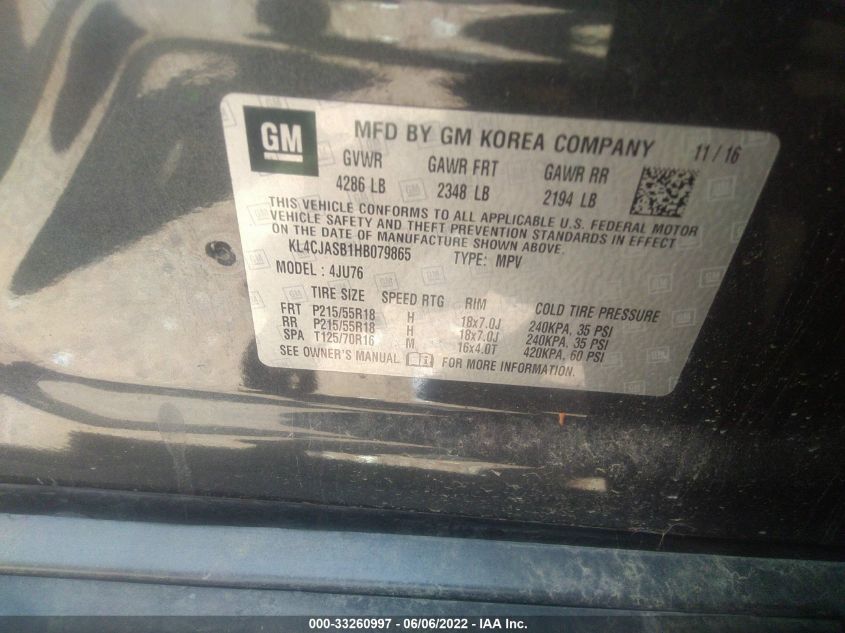 GM
MFD BY GM KOREA COMPANY 11/16
GVWR GAWR FRT GAWR RR
4286 LB 2348 LB 2194 LB
THIS VEHICLE CONFORMS TO ALL APPLICABLE U.S. FEDERAL MOTOR
VEHICLE SAFETY AND THEFT PREVENTION STANDARDS IN EFFECT
ON THE DATE OF MANUFACTURE SHOWN ABOVE.
KL4CJASB1HB079865 TYPE: MPV
MODEL: 4JU76
TIRE SIZE SPEED RTG RIM COLD TIRE PRESSURE
FRT P215/55R18 H 18x7.0J 240KPA, 35 PSI
RR P215/55R18 H 18x7.0J 240KPA, 35 PSI
SPA T125/70R16 M 16x4.0T 420KPA, 60 PSI
SEE OWNER'S MANUAL FOR MORE INFORMATION.
000-33260997 - 06/06/2022 - IAA Inc.